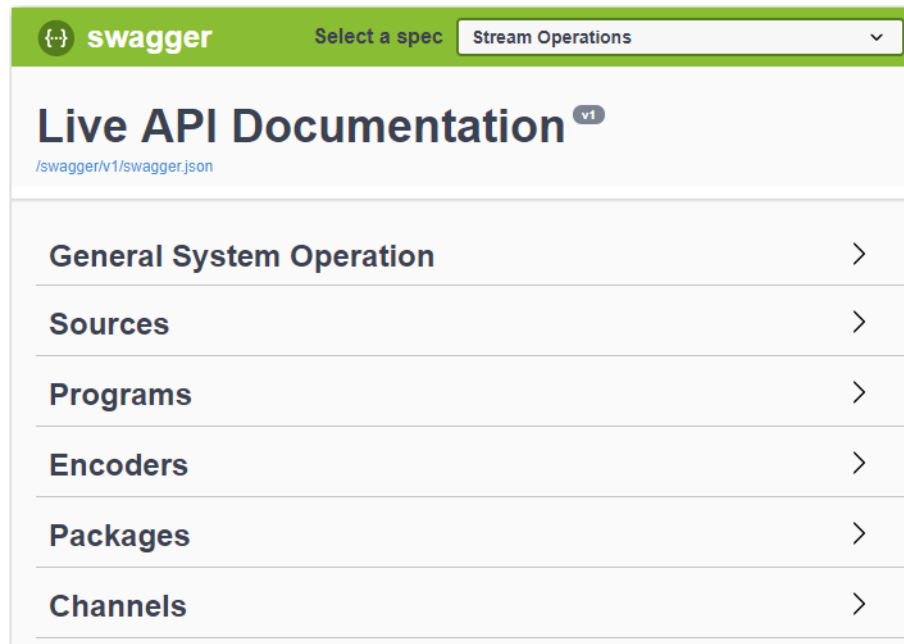 {···} swagger Select a spec Stream Operations
Live API Documentation v1
/swagger/v1/swagger.json
General System Operation
Sources
Programs
Encoders
Packages
Channels